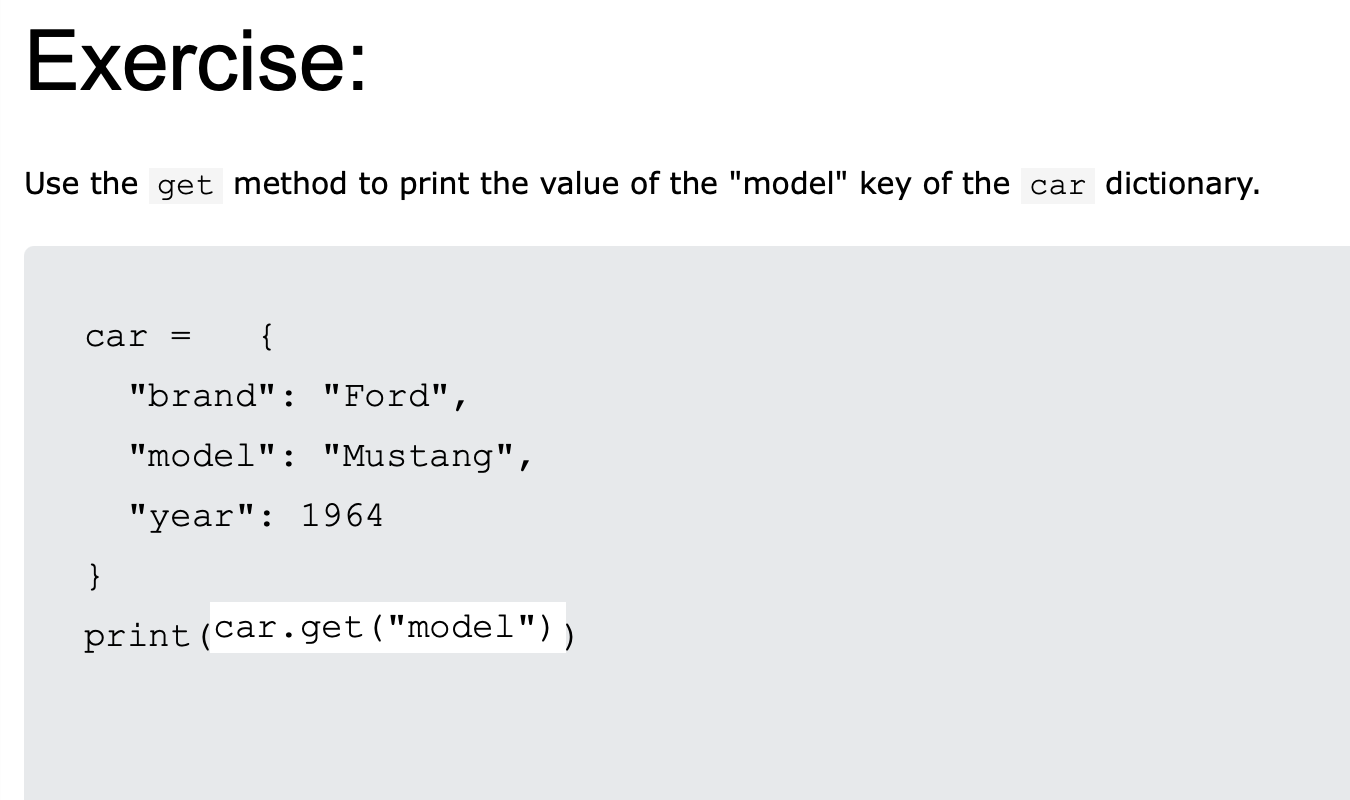 Exercise:
Use the get method to print the value of the "model" key of the car dictionary.
car =   {
  "brand": "Ford",
  "model": "Mustang",
  "year": 1964
}
print(car.get("model"))